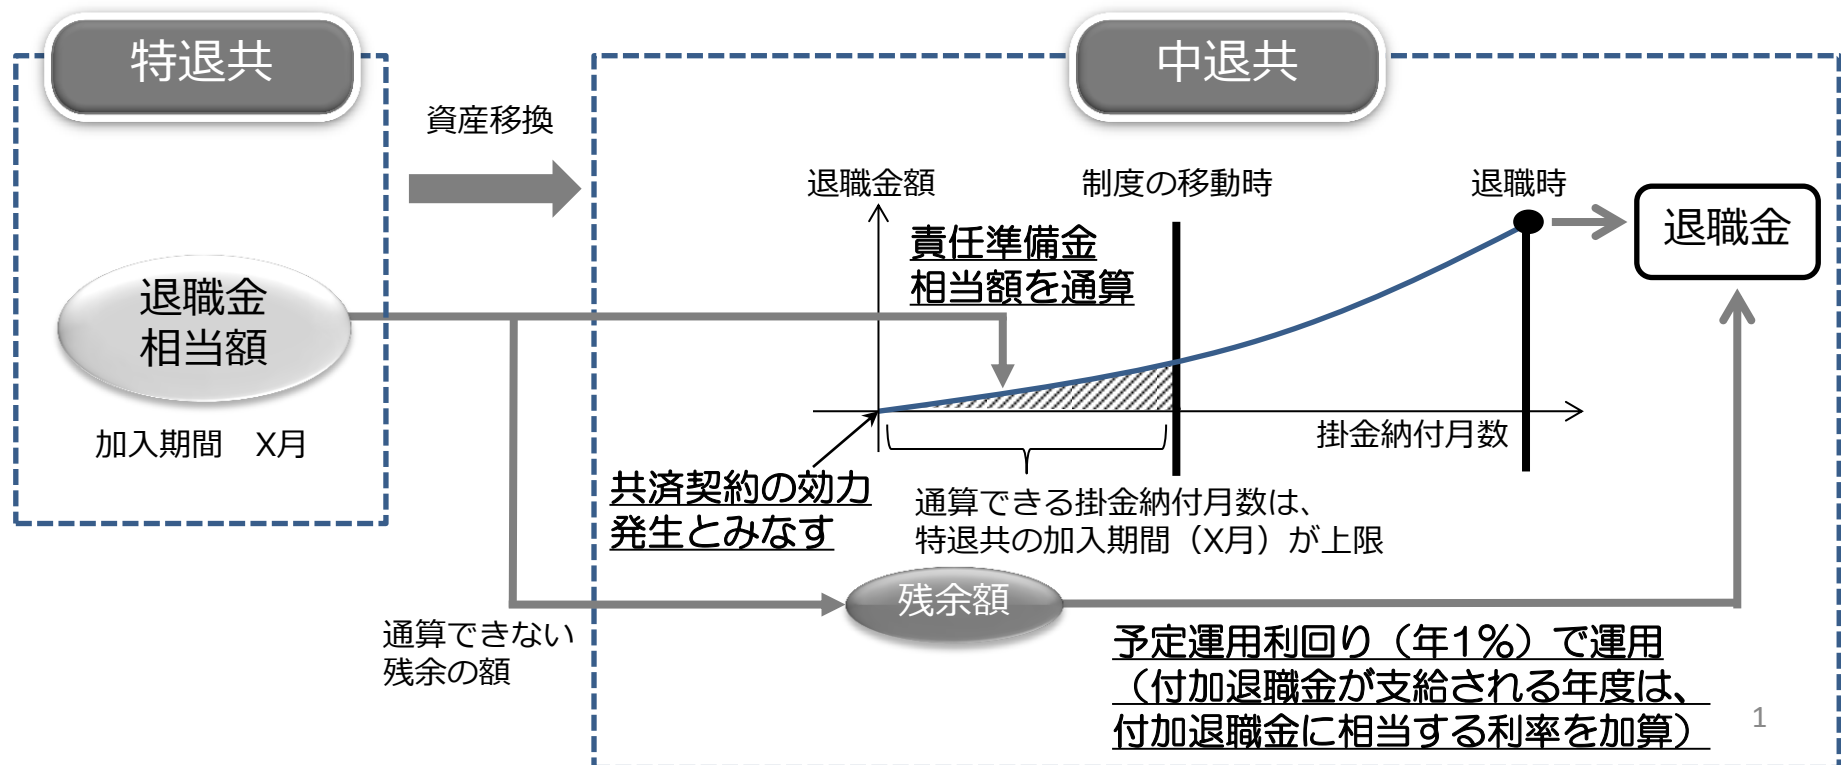 特退共
中退共
資産移換
退職金額
制度の移動時
退職時
退職金
責任準備金
相当額を通算
退職金
相当額
加入期間　X月
掛金納付月数
共済契約の効力
発生とみなす
通算できる掛金納付月数は、
特退共の加入期間（X月）が上限
残余額
通算できない
残余の額
予定運用利回り（年1％）で運用
（付加退職金が支給される年度は、
付加退職金に相当する利率を加算）
1